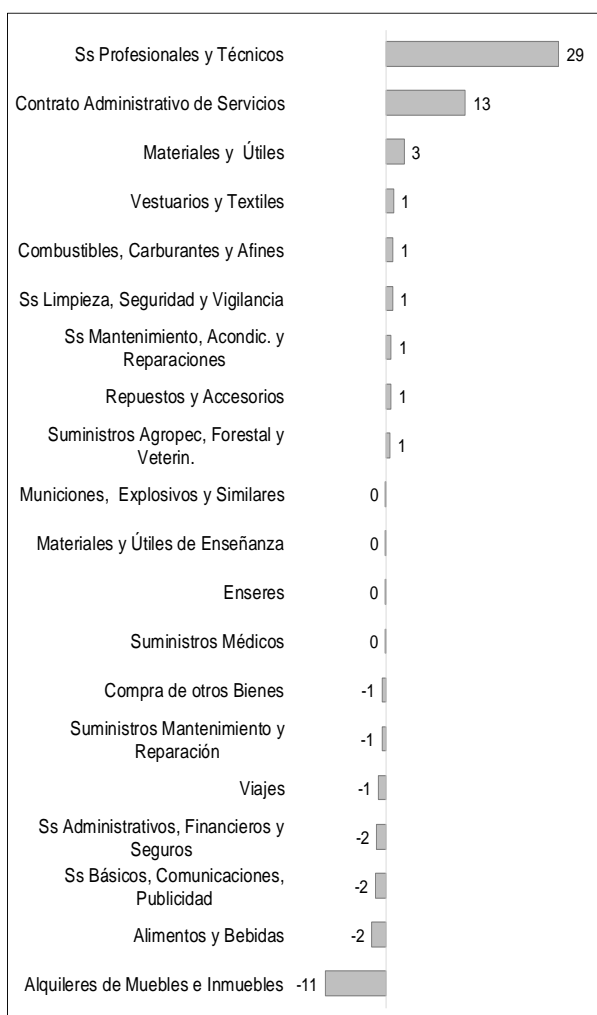 Ss Profesionales y Técnicos 29
Contrato Administrativo de Servicios 13
Materiales y Útiles 3
Vestuarios y Textiles 1
Combustibles, Carburantes y Afines 1
Ss Limpieza, Seguridad y Vigilancia 1
Ss Mantenimiento, Acondic. y
Reparaciones 1
Repuestos y Accesorios 1
Suministros Agropec, Forestal y
Veterin. 1
Municiones, Explosivos y Similares 0
Materiales y Útiles de Enseñanza 0
Enseres 0
Suministros Médicos 0
Compra de otros Bienes -1
Suministros Mantenimiento y
Reparación -1
Viajes -1
Ss Administrativos, Financieros y
Seguros -2
Ss Básicos, Comunicaciones,
Publicidad -2
Alimentos y Bebidas -2
Alquileres de Muebles e Inmuebles -11